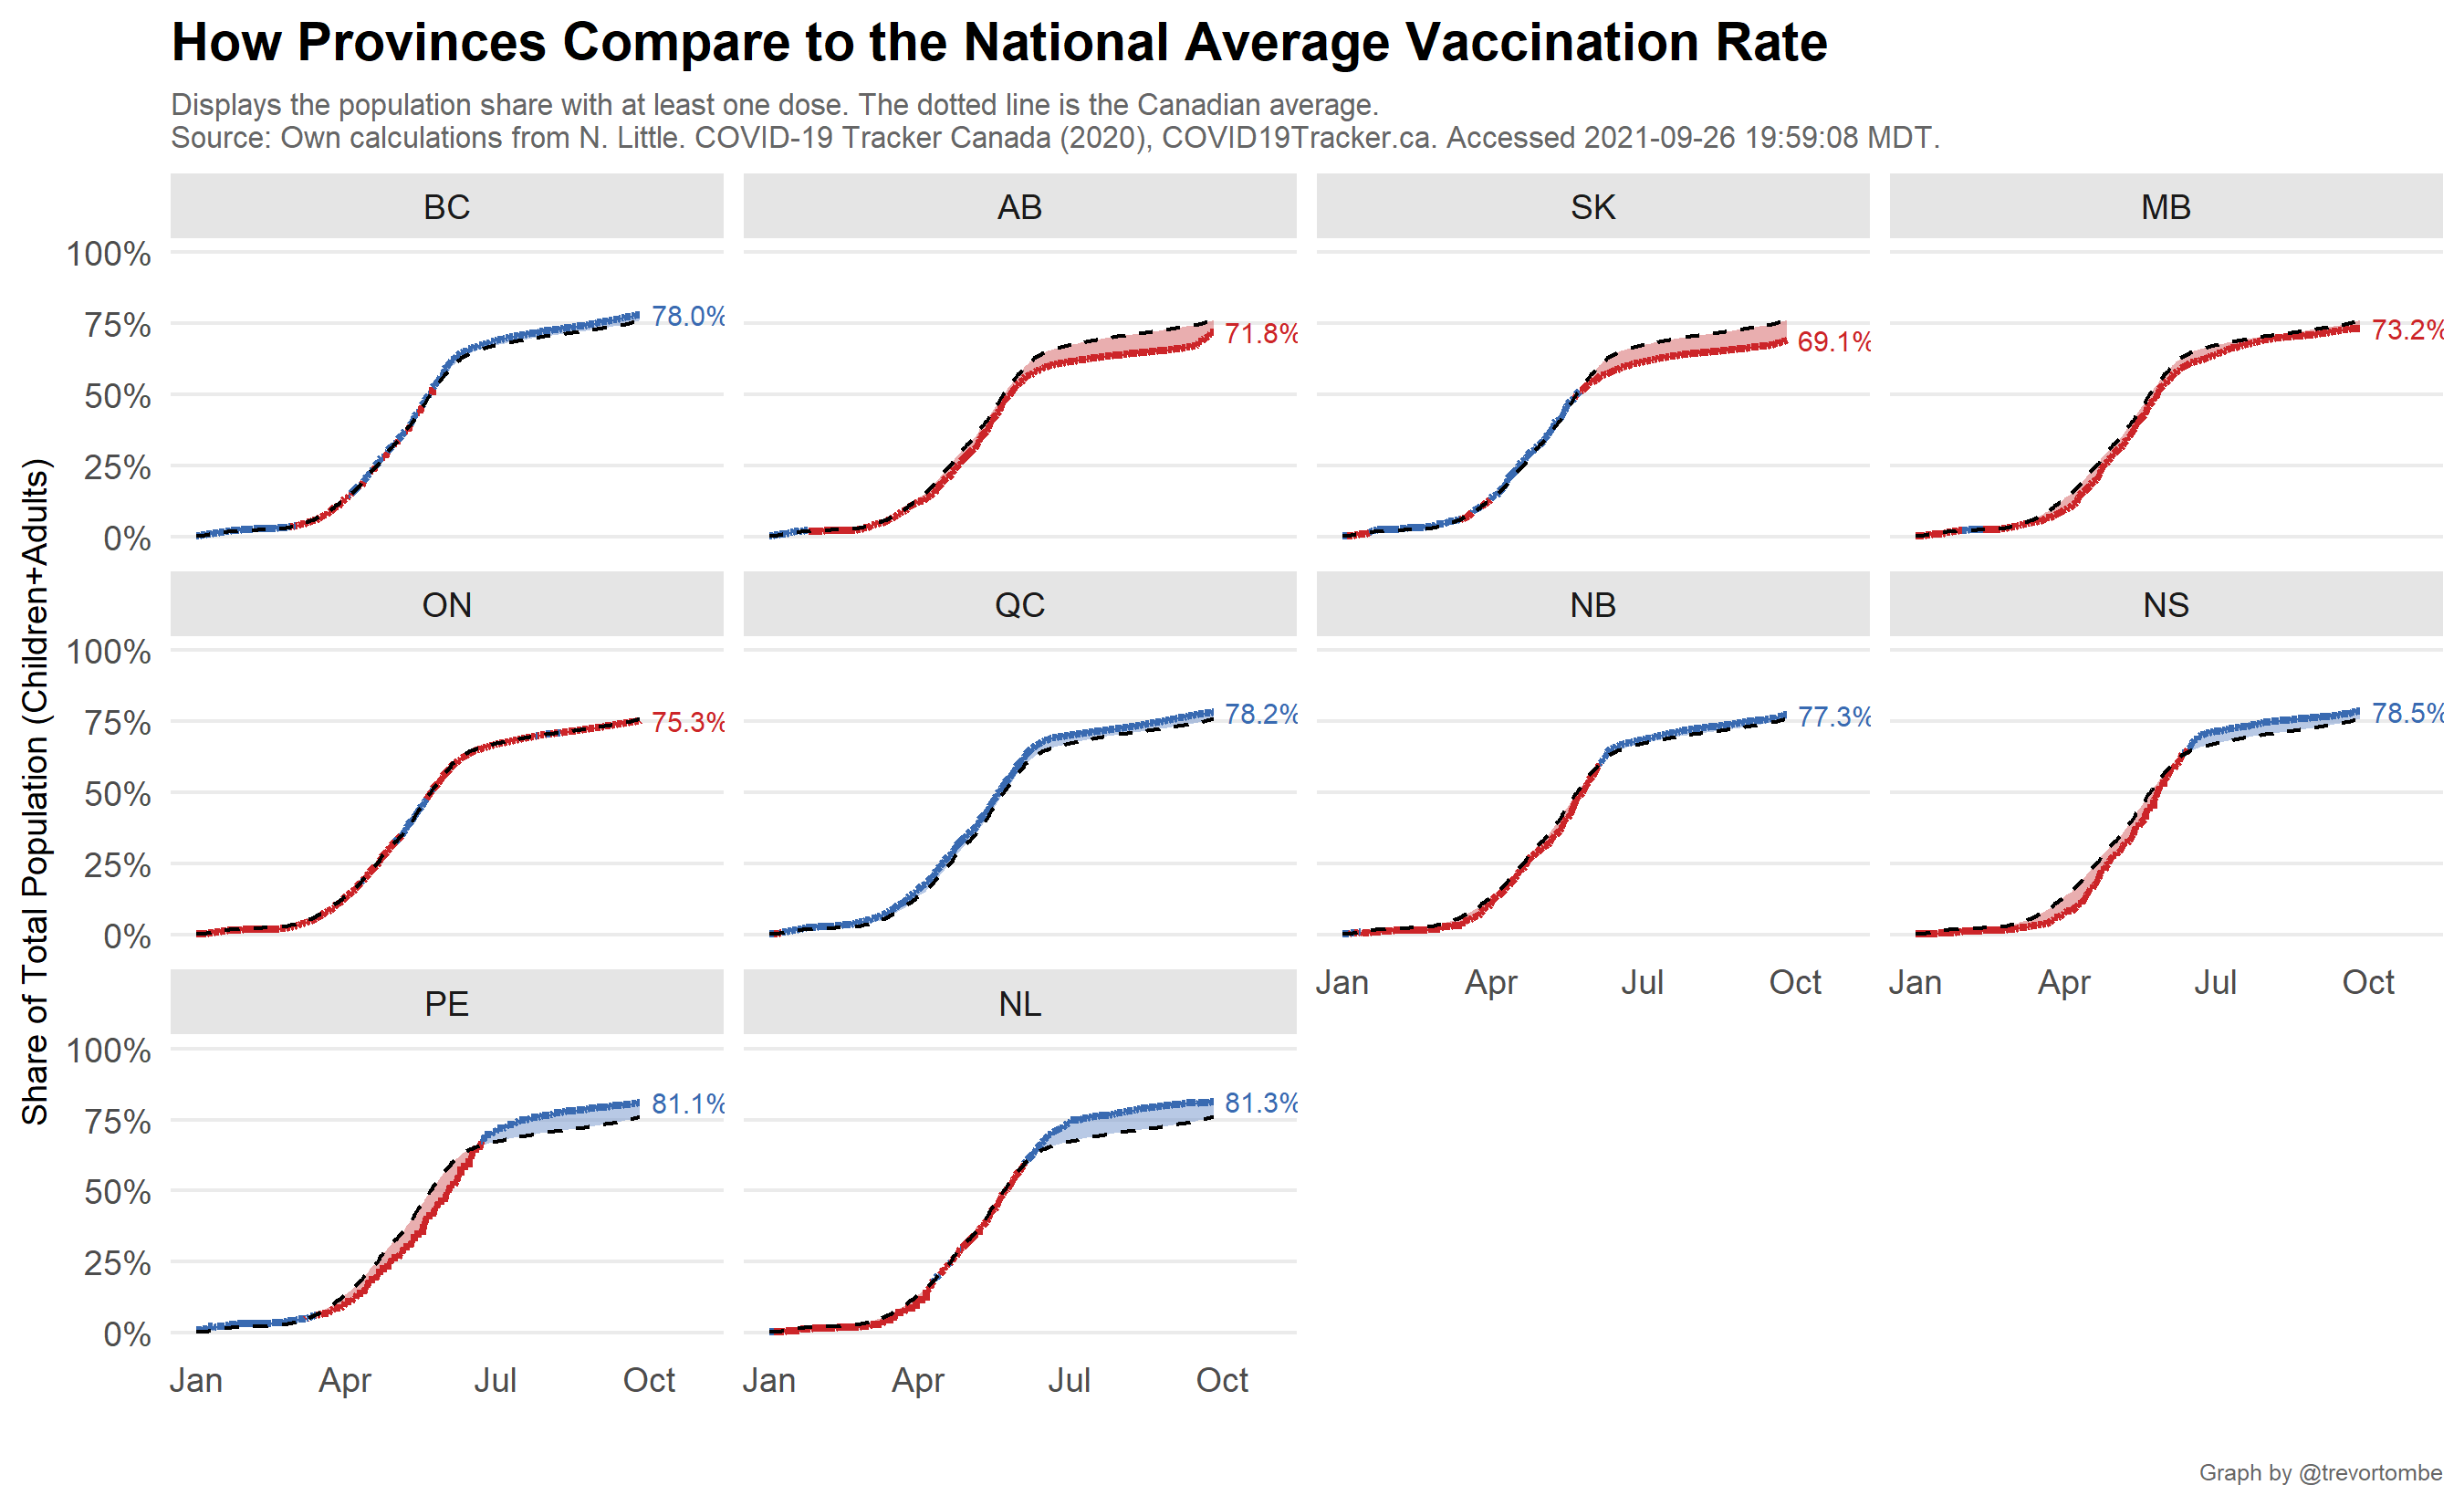 How Provinces Compare to the National Average Vaccination Rate
Displays the population share with at least one dose. The dotted line is the Canadian average.
Source: Own calculations from N. Little. COVID-19 Tracker Canada (2020), COVID19Tracker.ca. Accessed 2021-09-26 19:59:08 MDT.
Share of Total Population (Children+Adults)
BC AB SK MB
100%
75%
50%
25%
0%
78.0% 71.8% 69.1% 73.2%
ON QC NB NS
100%
75%
50%
25%
0%
75.3% 78.2% 77.3% 78.5%
Jan Apr Jul Oct Jan Apr Jul Oct
PE NL
100%
75%
50%
25%
0%
81.1% 81.3%
Jan Apr Jul Oct Jan Apr Jul Oct
Graph by @trevortombe